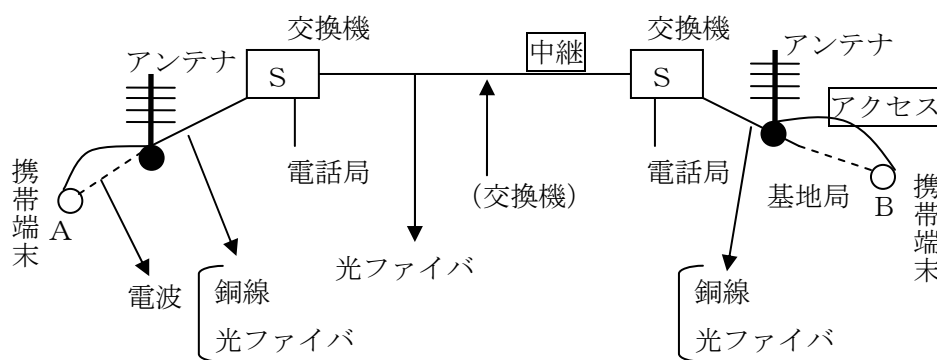 交換機
交換機
アンテナ
中継
アンテナ
S
S
アクセス
電話局
(交換機)
電話局
基地局
携帯端末
A
B
携帯端末
光ファイバ
電波
銅線
光ファイバ
銅線
光ファイバ